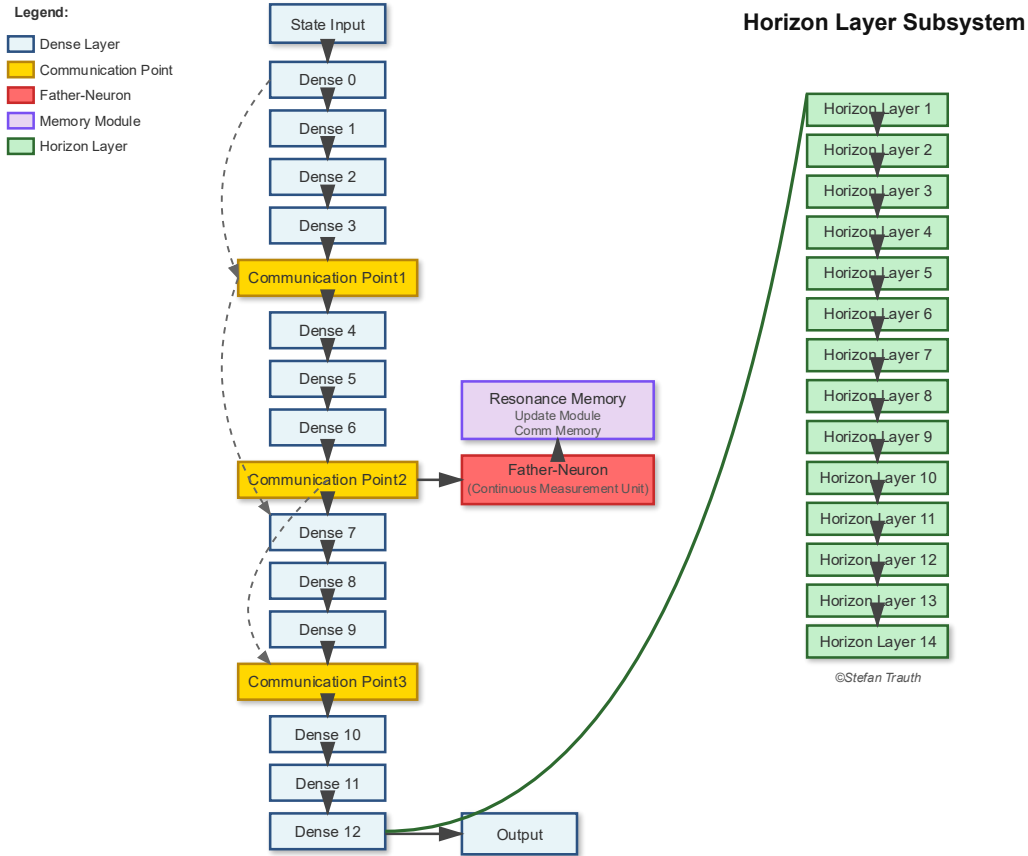 Legend:
Dense Layer
Communication Point
Father-Neuron
Memory Module
Horizon Layer
State Input
Dense 0
Dense 1
Dense 2
Dense 3
Communication Point1
Dense 4
Dense 5
Dense 6
Communication Point2
Dense 7
Dense 8
Dense 9
Communication Point3
Dense 10
Dense 11
Dense 12
Resonance Memory
Update Module
Comm Memory
Father-Neuron
(Continuous Measurement Unit)
Output
Horizon Layer Subsystem
Horizon Layer 1
Horizon Layer 2
Horizon Layer 3
Horizon Layer 4
Horizon Layer 5
Horizon Layer 6
Horizon Layer 7
Horizon Layer 8
Horizon Layer 9
Horizon Layer 10
Horizon Layer 11
Horizon Layer 12
Horizon Layer 13
Horizon Layer 14
©Stefan Trauth